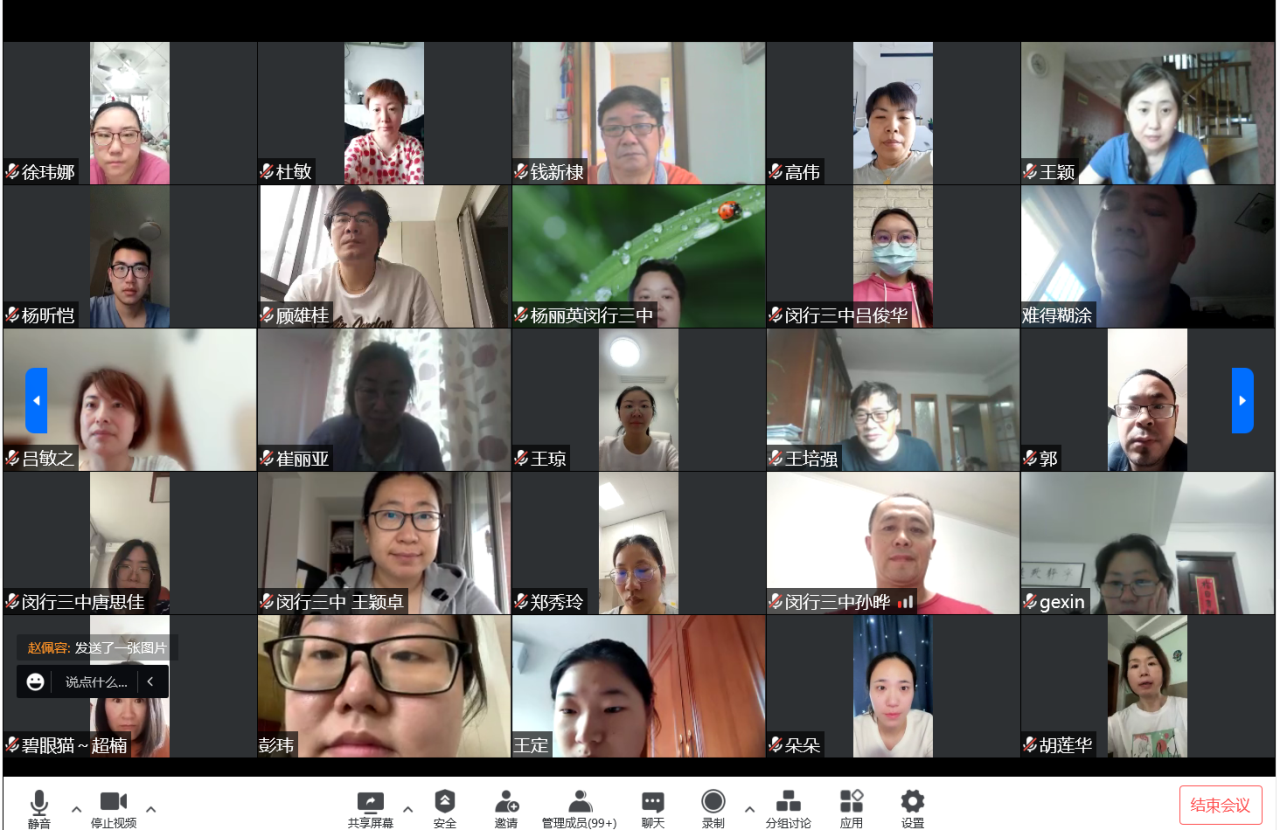 徐玮娜
杜敏
钱新棣
高伟
王颖
杨昕恺
顾雄桂
杨丽英闵行三中
闵行三中吕俊华
难得糊涂
吕敏之
崔丽亚
王琼
王培强
郭
闵行三中唐思佳
闵行三中 王颖卓
郑秀玲
闵行三中孙晔
gexin
赵佩容: 发送了一张图片
说点什么...
碧眼猫～超楠
彭玮
王定
朵朵
胡莲华
静音
停止视频
共享屏幕
安全
邀请
管理成员(99+)
聊天
录制
分组讨论
应用
设置
结束会议